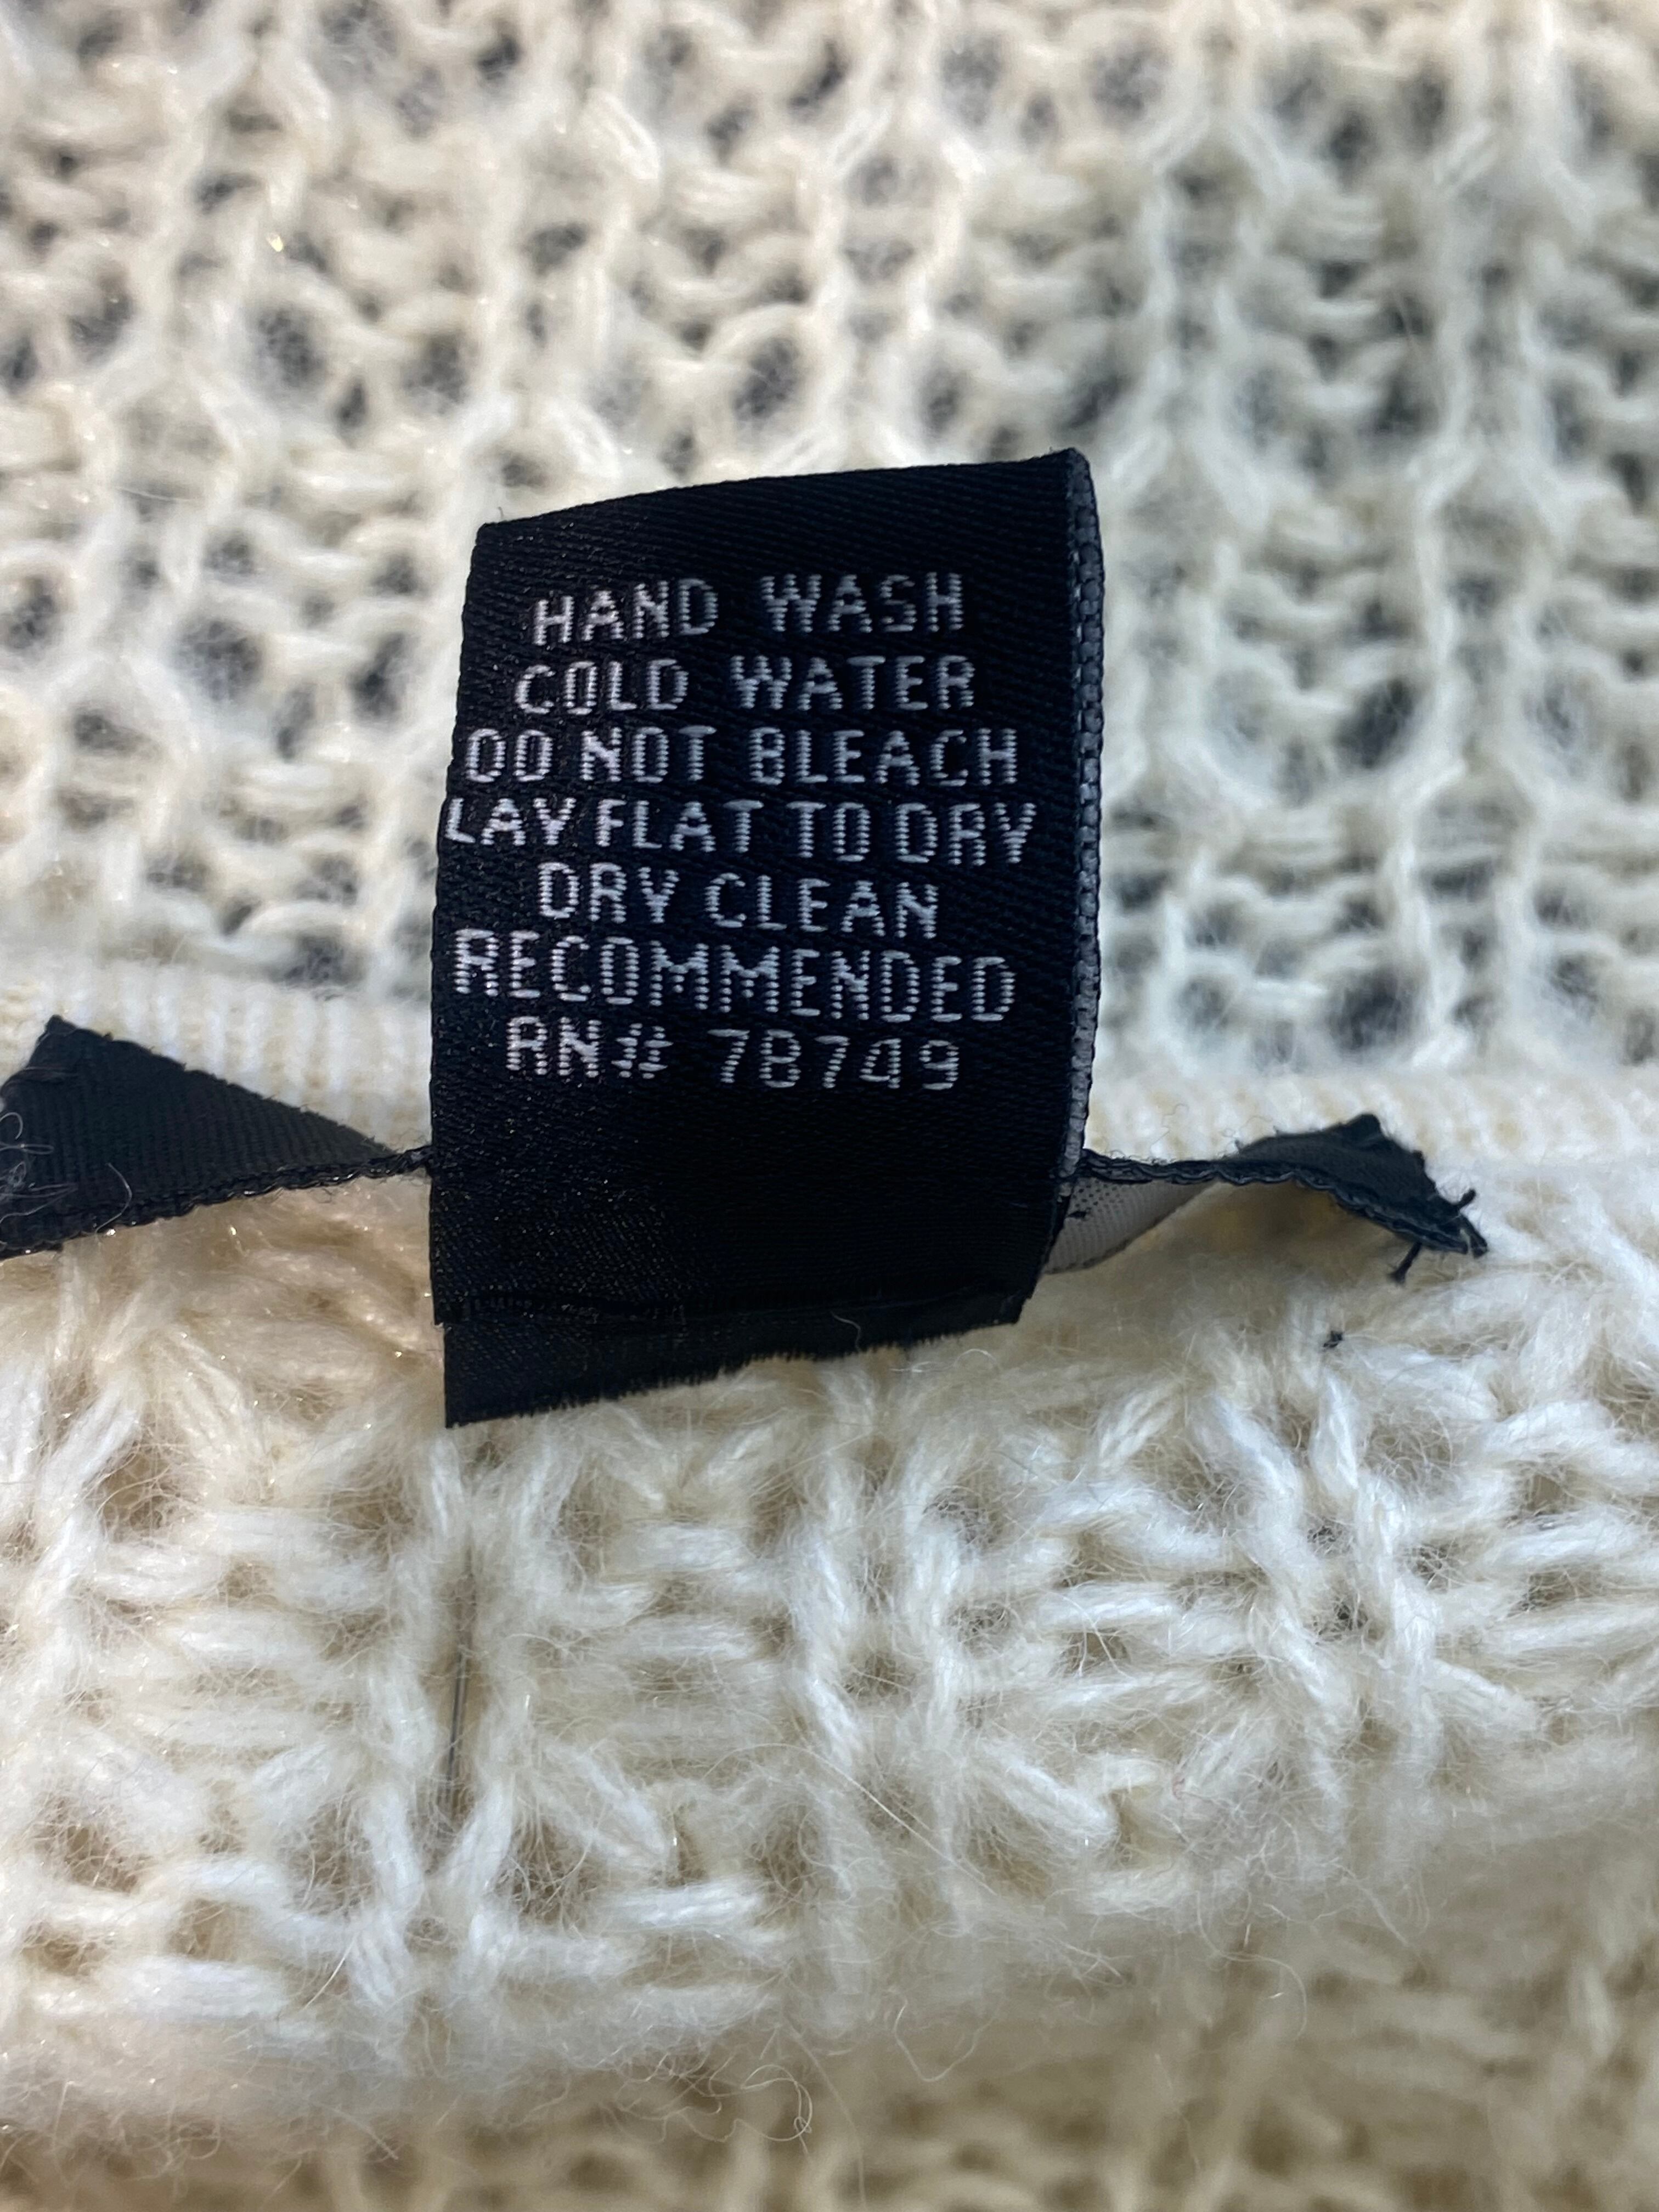 HAND WASH
COLD WATER
DO NOT BLEACH
LAY FLAT TO DRY
DRY CLEAN
RECOMMENDED
RN# 78749